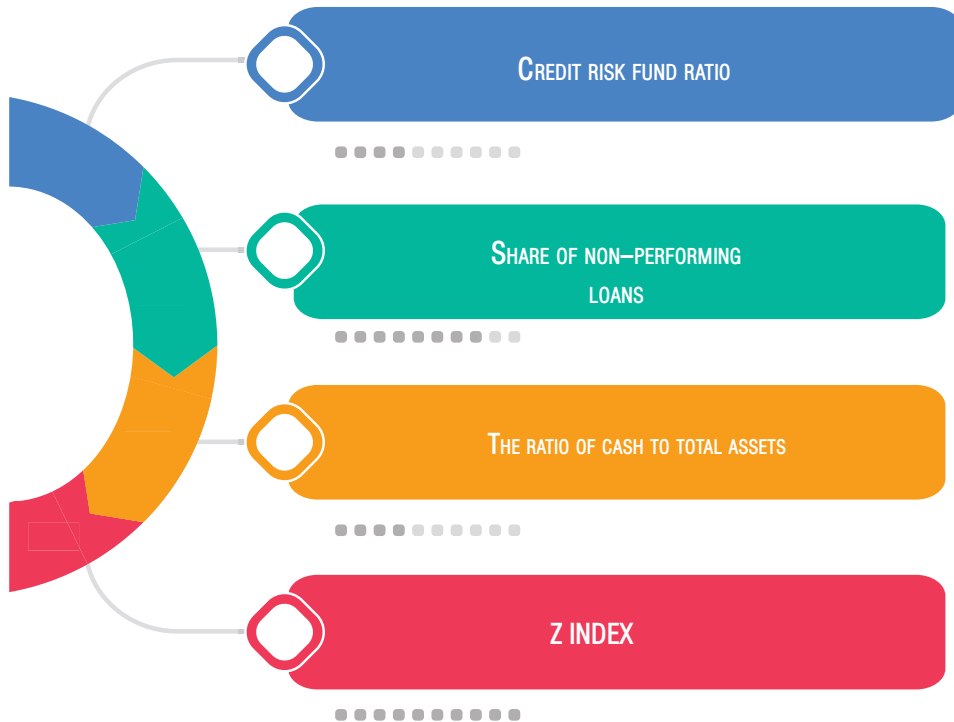 Credit risk fund ratio
Share of non–performing
loans
The ratio of cash to total assets
Z INDEX